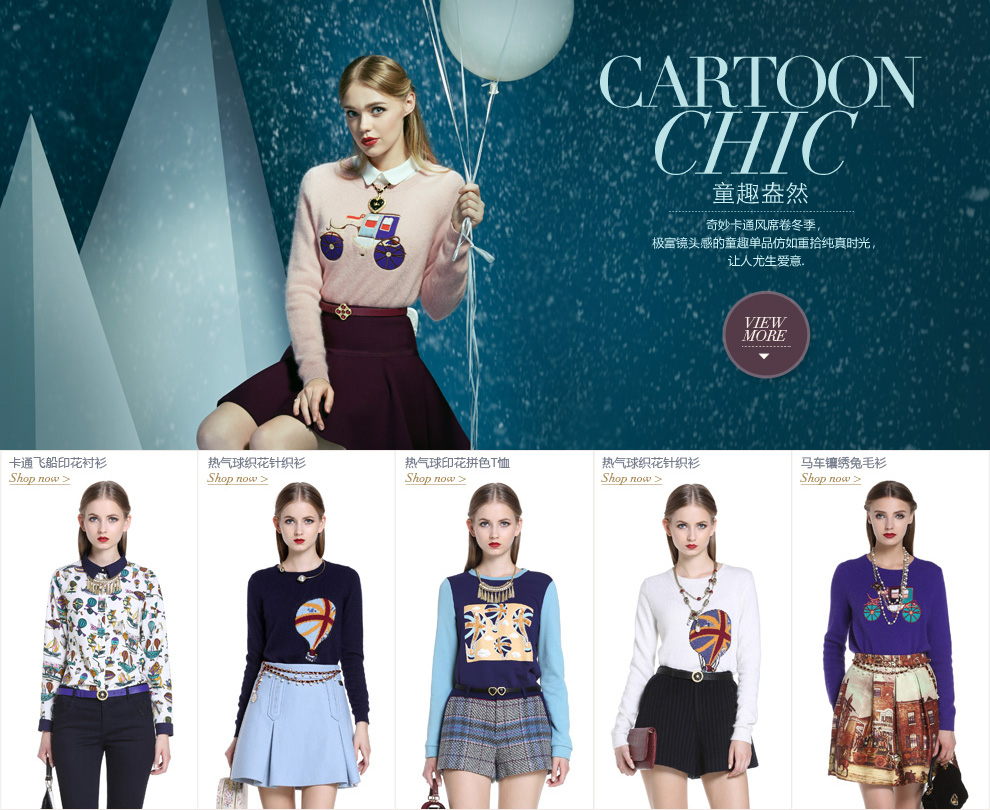 CARTOON
CHIC
童趣盎然
奇妙卡通风席卷冬季，
极富镜头感的童趣单品仿如重拾纯真时光，
让人尤生爱意.
VIEW
MORE
卡通飞船印花衬衫
Shop now >
热气球织花针织衫
Shop now >
热气球印花拼色T恤
Shop now >
热气球织花针织衫
Shop now >
马车镶绣兔毛衫
Shop now >